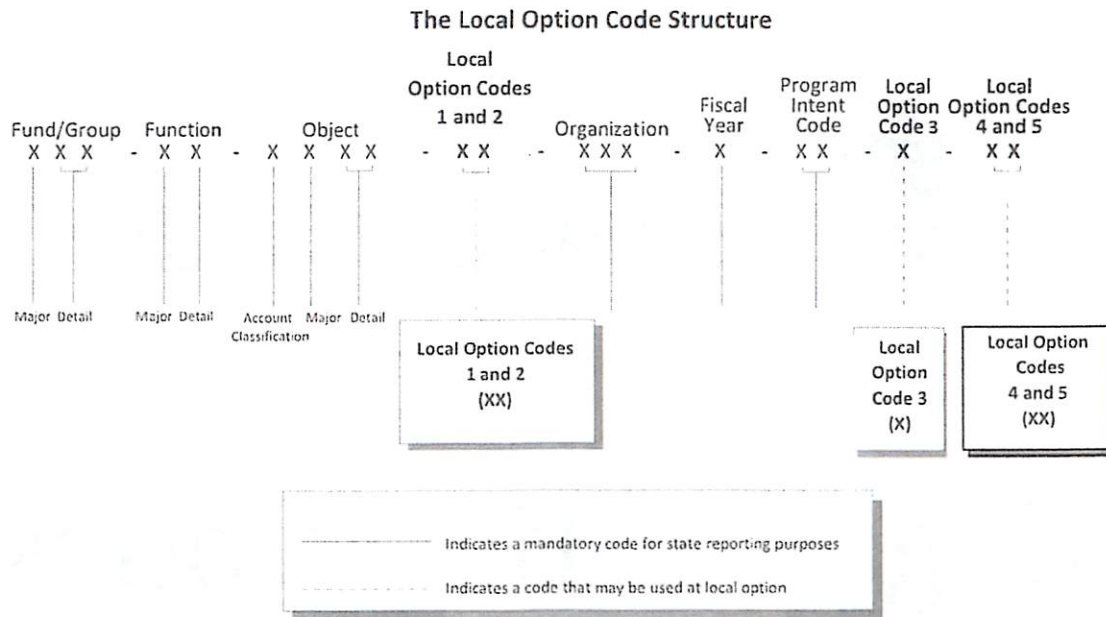 The Local Option Code Structure
Local
Option Codes
1 and 2
Program
Intent
Code
Local
Option
Code 3
Local
Option Codes
4 and 5
Fiscal
Year
Fund/Group Function Object Organization
X X X - X X - X X X X - X X - X X X - X - X X - X - X X
Major Detail Major Detail Account Classification Major Detail
Local Option Codes
1 and 2
(XX)
Local
Option
Code 3
(X)
Local Option
Codes
4 and 5
(XX)
Indicates a mandatory code for state reporting purposes
Indicates a code that may be used at local option